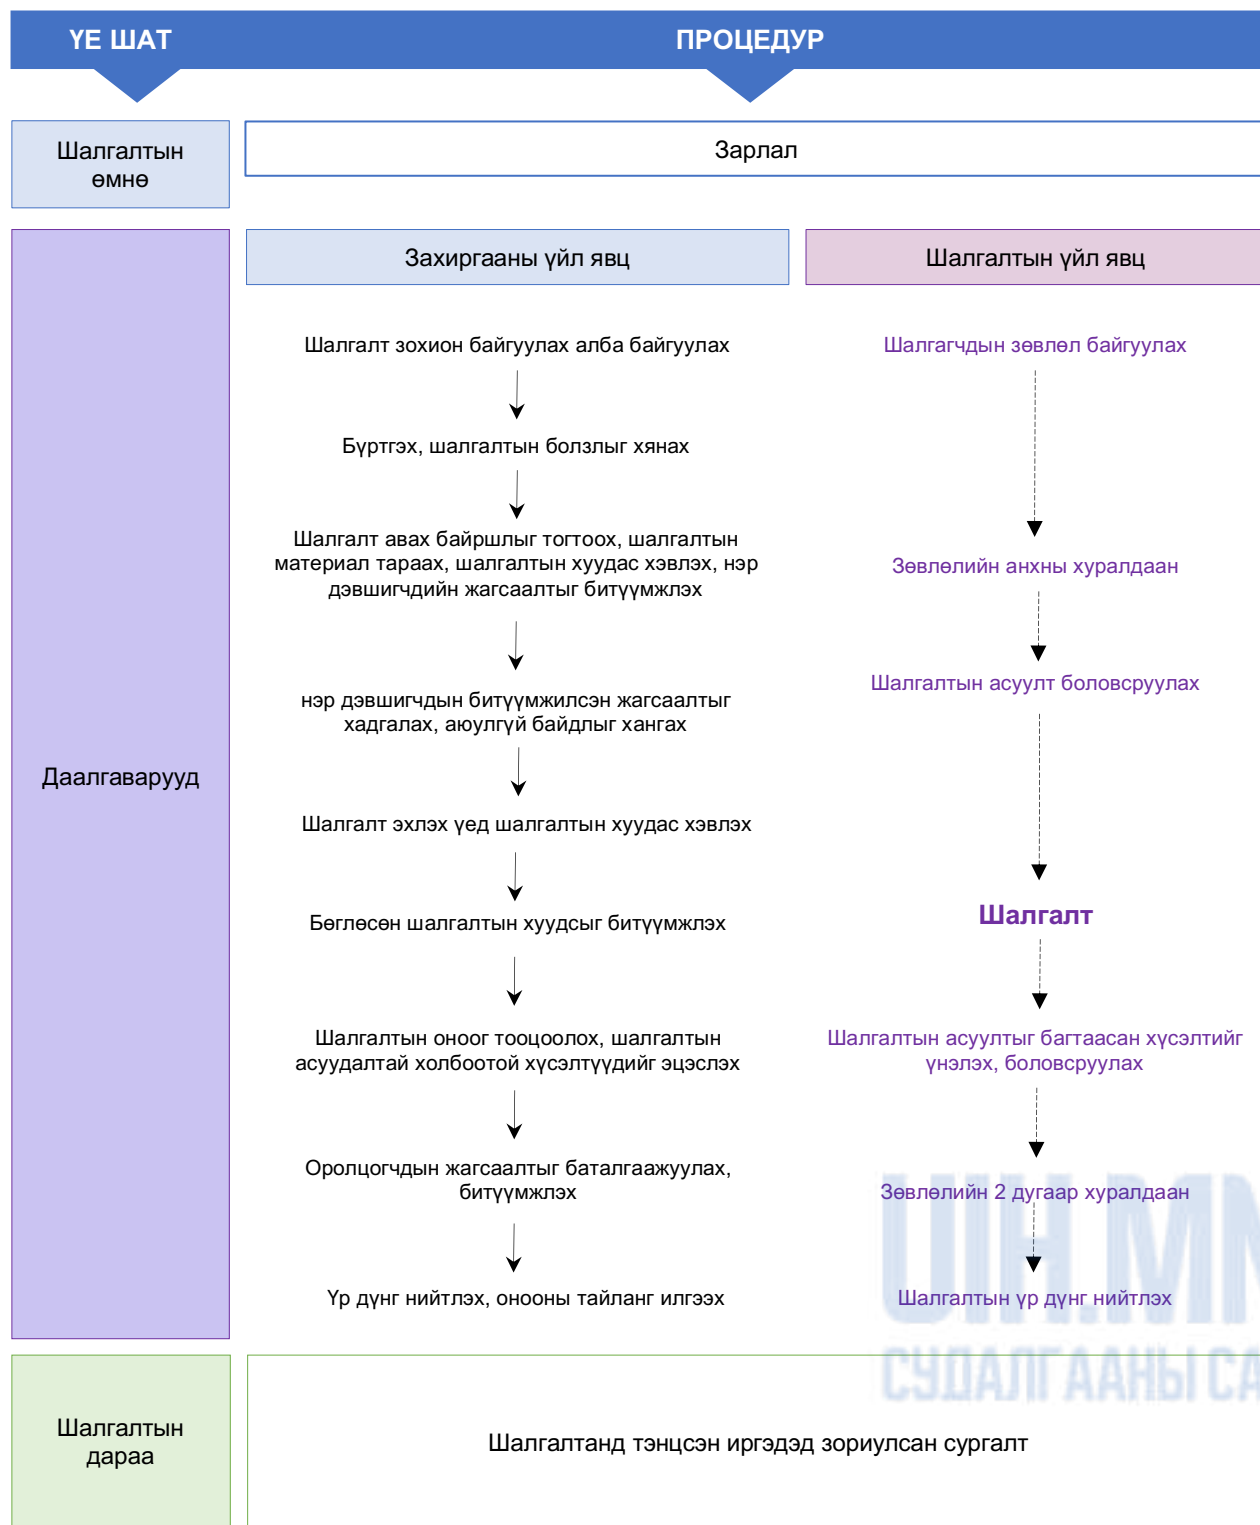 ҮЕ ШАТ
ПРОЦЕДУР
Шалгалтын
өмнө
Зарлал
Даалгаварууд
Захиргааны үйл явц
Шалгалт зохион байгуулах алба байгуулах
Бүртгэх, шалгалтын болзлыг хянах
Шалгалт авах байршлыг тогтоох, шалгалтын
материал тараах, шалгалтын хуудас хэвлэх, нэр
дэвшигчдийн жагсаалтыг битүүмжлэх
нэр дэвшигчдын битүүмжилсэн жагсаалтыг
хадгалах, аюулгүй байдлыг хангах
Шалгалт эхлэх үед шалгалтын хуудас хэвлэх
Бөглөсөн шалгалтын хуудсыг битүүмжлэх
Шалгалтын оноог тооцоолох, шалгалтын
асуудалтай холбоотой хүсэлтүүдийг эцэслэх
Оролцогчдын жагсаалтыг баталгаажуулах,
битүүмжлэх
Үр дүнг нийтлэх, онооны тайланг илгээх
Шалгалтын үйл явц
Шалгагчдын зөвлөл байгуулах
Зөвлөлийн анхны хуралдаан
Шалгалтын асуулт боловсруулах
Шалгалт
Шалгалтын асуултыг багтаасан хүсэлтийг
үнэлэх, боловсруулах
Зөвлөлийн 2 дугаар хуралдаан
Шалгалтын үр дүнг нийтлэх
UIH.MN
СУДАЛГААНЫ СА
Шалгалтын
дараа
Шалгалтанд тэнцсэн иргэдэд зориулсан сургалт